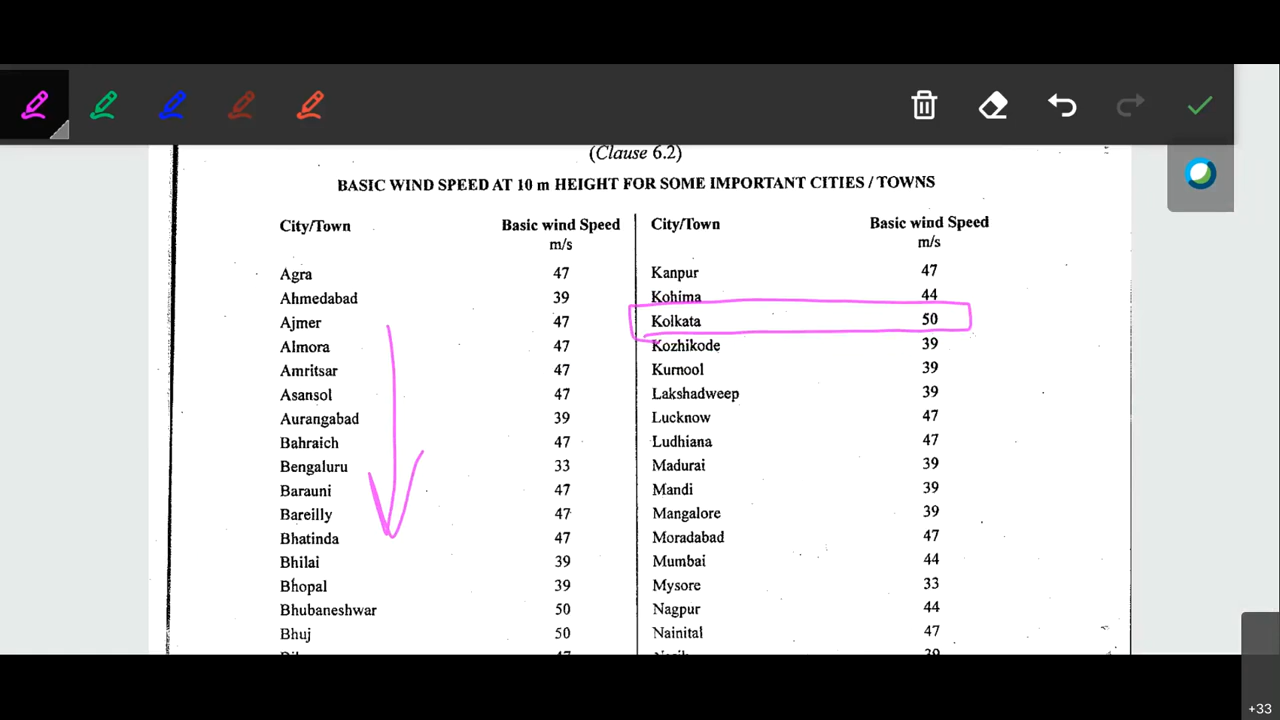 (Clause 6.2)
BASIC WIND SPEED AT 10 m HEIGHT FOR SOME IMPORTANT CITIES / TOWNS
City/Town Basic wind Speed City/Town Basic wind Speed
m/s m/s
Agra 47 Kanpur 47
Ahmedabad 39 Kohima 44
Ajmer 47 Kolkata 50
Almora 47 Kozhikode 39
Amritsar 47 Kurnool 39
Asansol 47 Lakshadweep 39
Aurangabad 39 Lucknow 47
Bahraich 47 Ludhiana 47
Bengaluru 33 Madurai 39
Barauni 47 Mandi 39
Bareilly 47 Mangalore 39
Bhatinda 47 Moradabad 47
Bhilai 39 Mumbai 44
Bhopal 39 Mysore 33
Bhubaneshwar 50 Nagpur 44
Bhuj 50 Nainital 47
39
+33